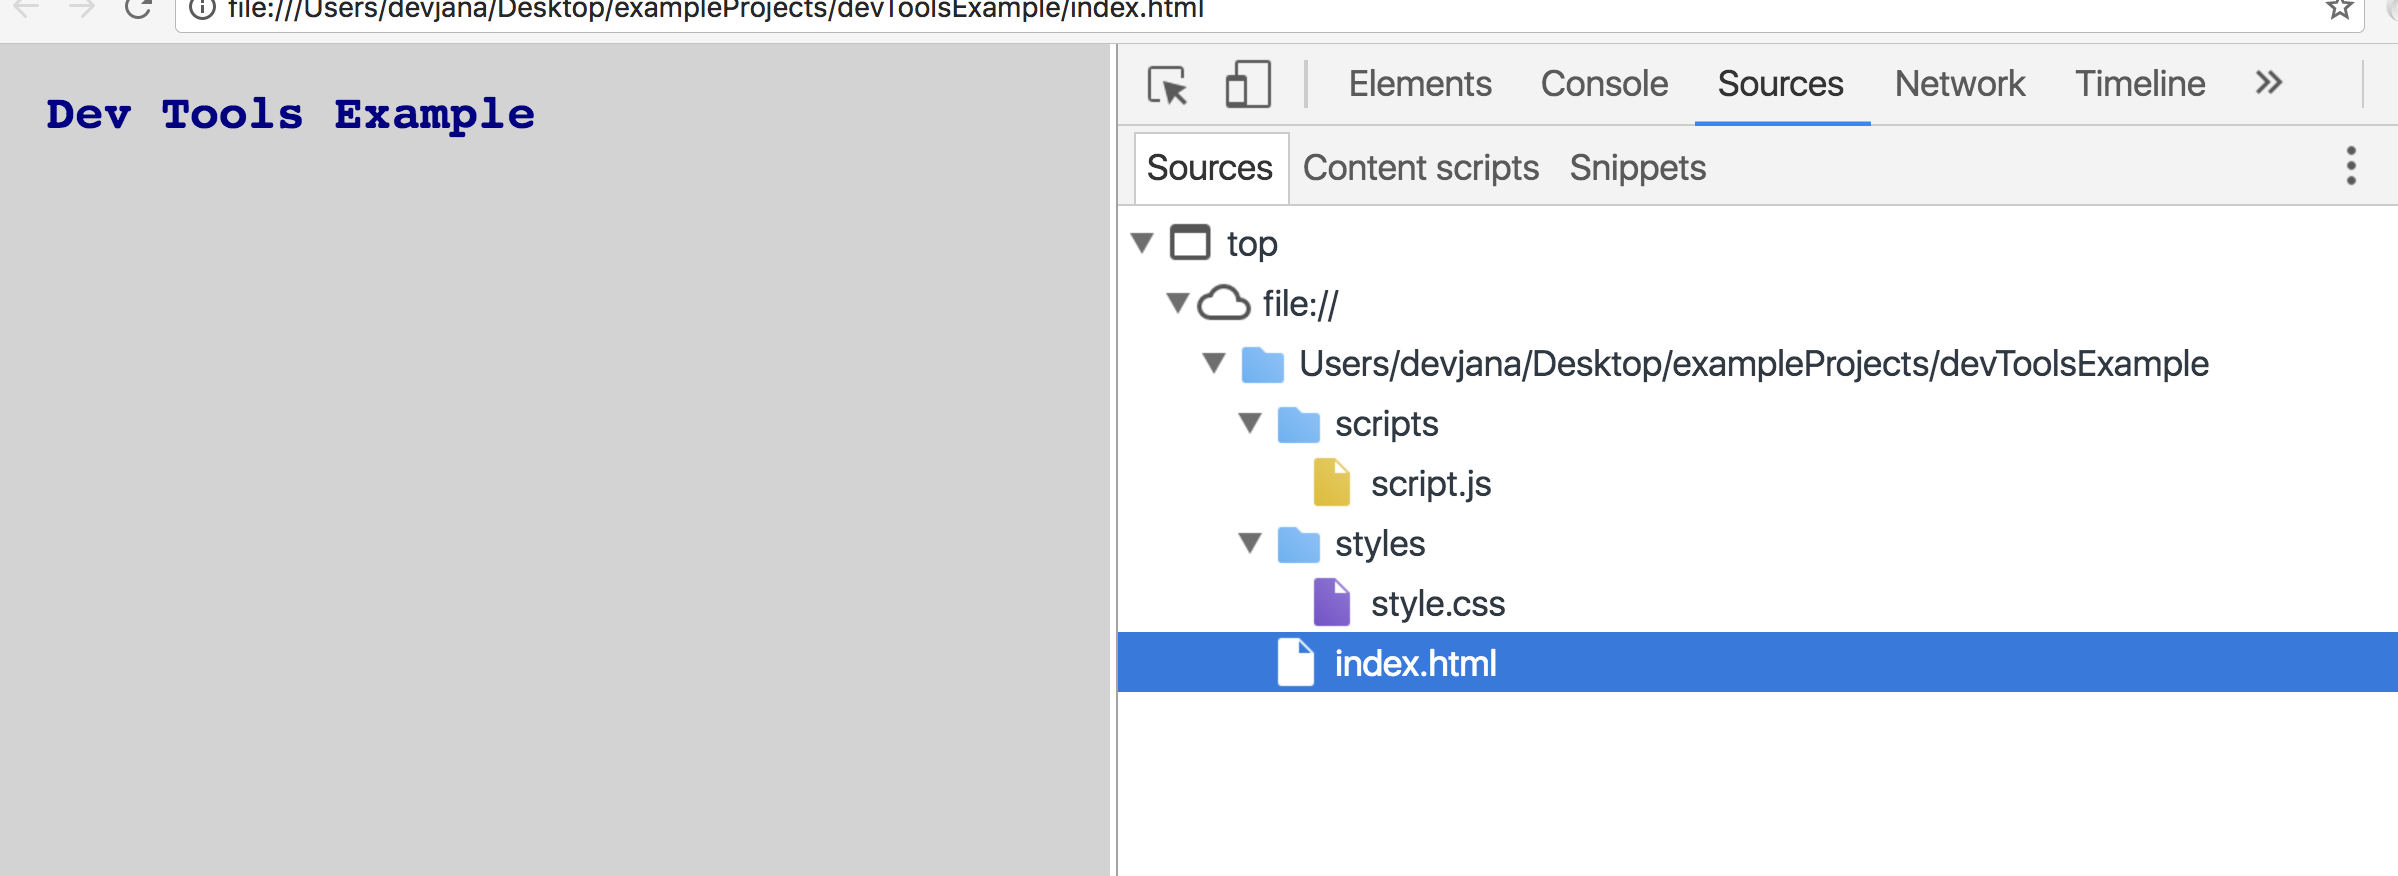 file:///Users/devjana/Desktop/exampleProjects/devToolsExample/index.html
Dev Tools Example
Elements Console Sources Network Timeline »
Sources Content scripts Snippets
top
file://
Users/devjana/Desktop/exampleProjects/devToolsExample
scripts
script.js
styles
style.css
index.html